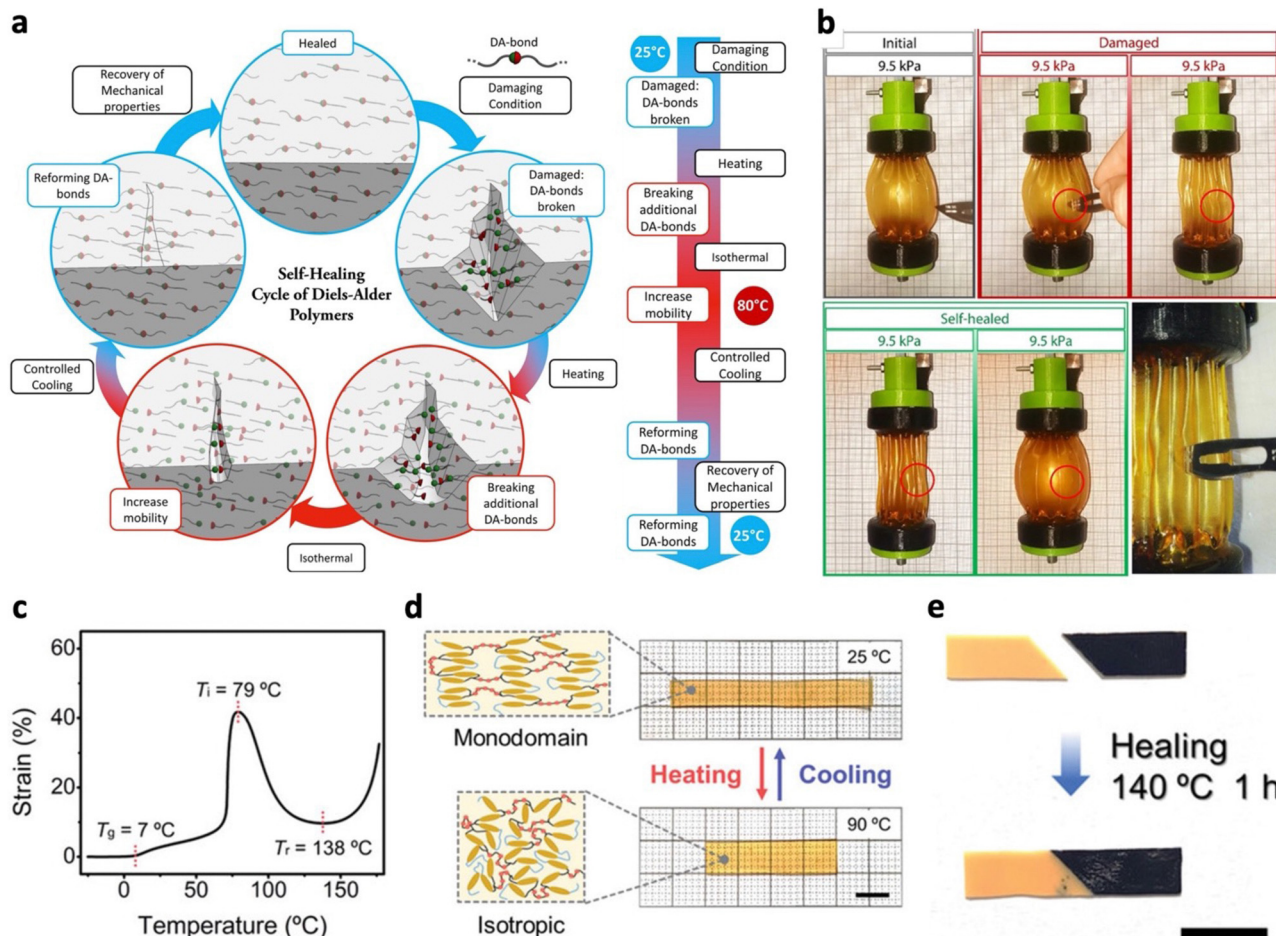 a
Healed
DA-bond
Damaging
Condition
Recovery of
Mechanical
properties
Reforming DA-
bonds
Damaged:
DA-bonds
broken
Self-Healing
Cycle of Diels-Alder
Polymers
Controlled
Cooling
Heating
Increase
mobility
Breaking
additional
DA-bonds
Isothermal
25°C
Damaging
Condition
Damaged:
DA-bonds
broken
Heating
Breaking
additional
DA-bonds
Isothermal
Increase
mobility
80°C
Controlled
Cooling
Reforming
DA-bonds
Recovery of
Mechanical
properties
Reforming
DA-bonds
25°C
b
Initial
Damaged
9.5 kPa
9.5 kPa
9.5 kPa
Self-healed
9.5 kPa
9.5 kPa
c
60
40
20
0
Strain (%)
Ti = 79 ºC
Tg = 7 ºC
Tr = 138 ºC
0
50
100
150
Temperature (ºC)
d
25 ºC
Monodomain
Heating
Cooling
90 ºC
Isotropic
e
Healing
140 ºC 1 h